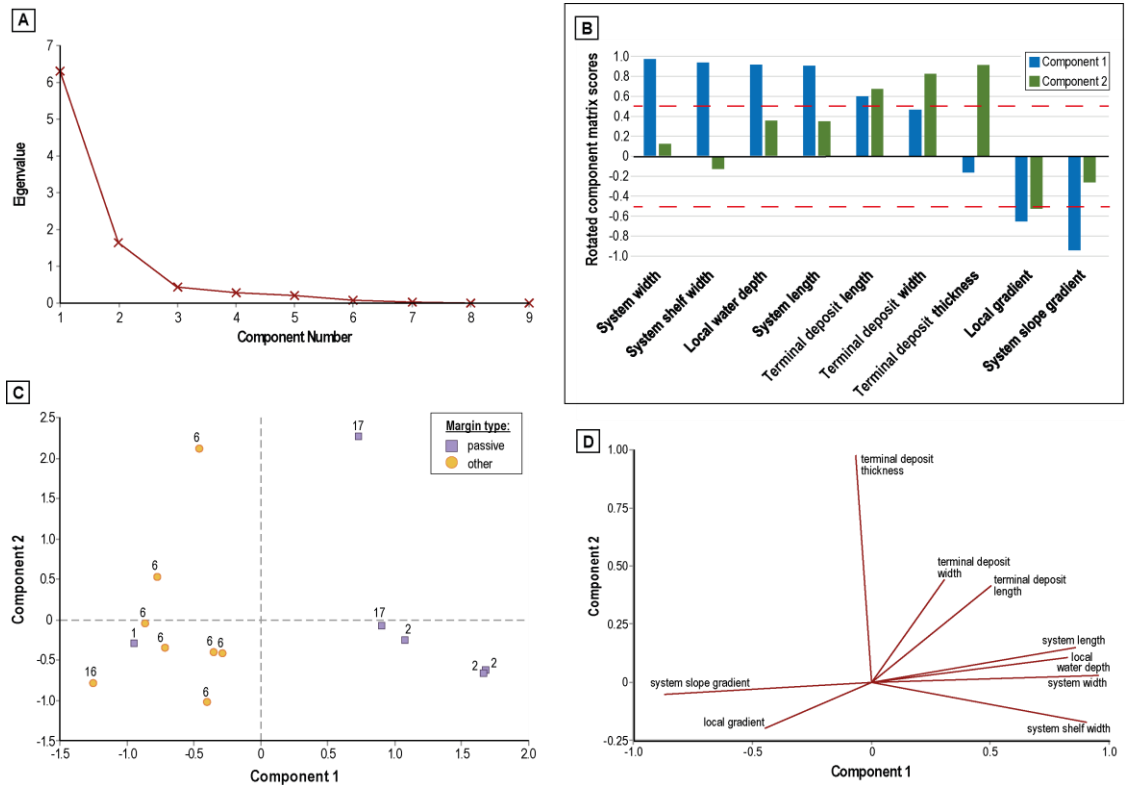 A
7
6
5
4
3
2
1
0
Eigenvalue
1 2 3 4 5 6 7 8 9
Component Number
B
1.0
0.8
0.6
0.4
0.2
0
-0.2
-0.4
-0.6
-0.8
-1.0
Rotated component matrix scores
Component 1
Component 2
System width
System shelf width
Local water depth
System length
Terminal deposit length
Terminal deposit width
Terminal deposit thickness
Local gradient
System slope gradient
C
2.5
2.0
1.5
1.0
0.5
0
-0.5
-1.0
-1.5
Component 2
Margin type:
passive
other
17
6
6
6
1
6
6 6
16
6
17
2
2 2
-1.5 -1.0 -0.5 0 0.5 1.0 1.5 2.0
Component 1
D
1.00
0.75
0.50
0.25
0
-0.25
Component 2
terminal deposit
thickness
terminal deposit
width
terminal deposit
length
system length
local
water depth
system width
system shelf width
system slope gradient
local gradient
-1.0 -0.5 0 0.5 1.0
Component 1